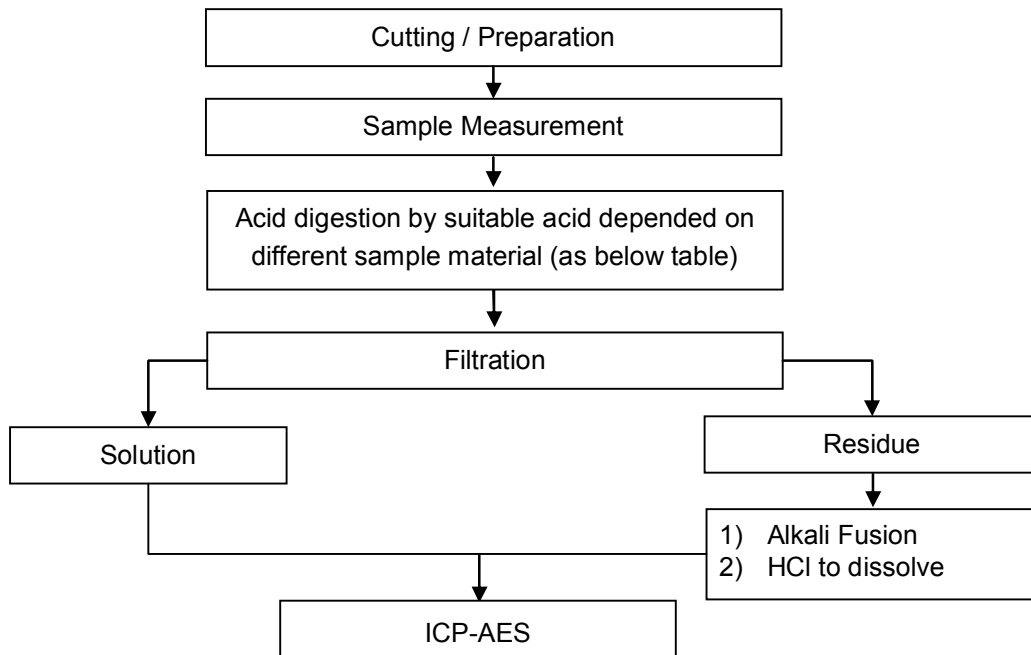 Cutting / Preparation
Sample Measurement
Acid digestion by suitable acid depended on
different sample material (as below table)
Filtration
Solution
Residue
1) Alkali Fusion
2) HCl to dissolve
ICP-AES